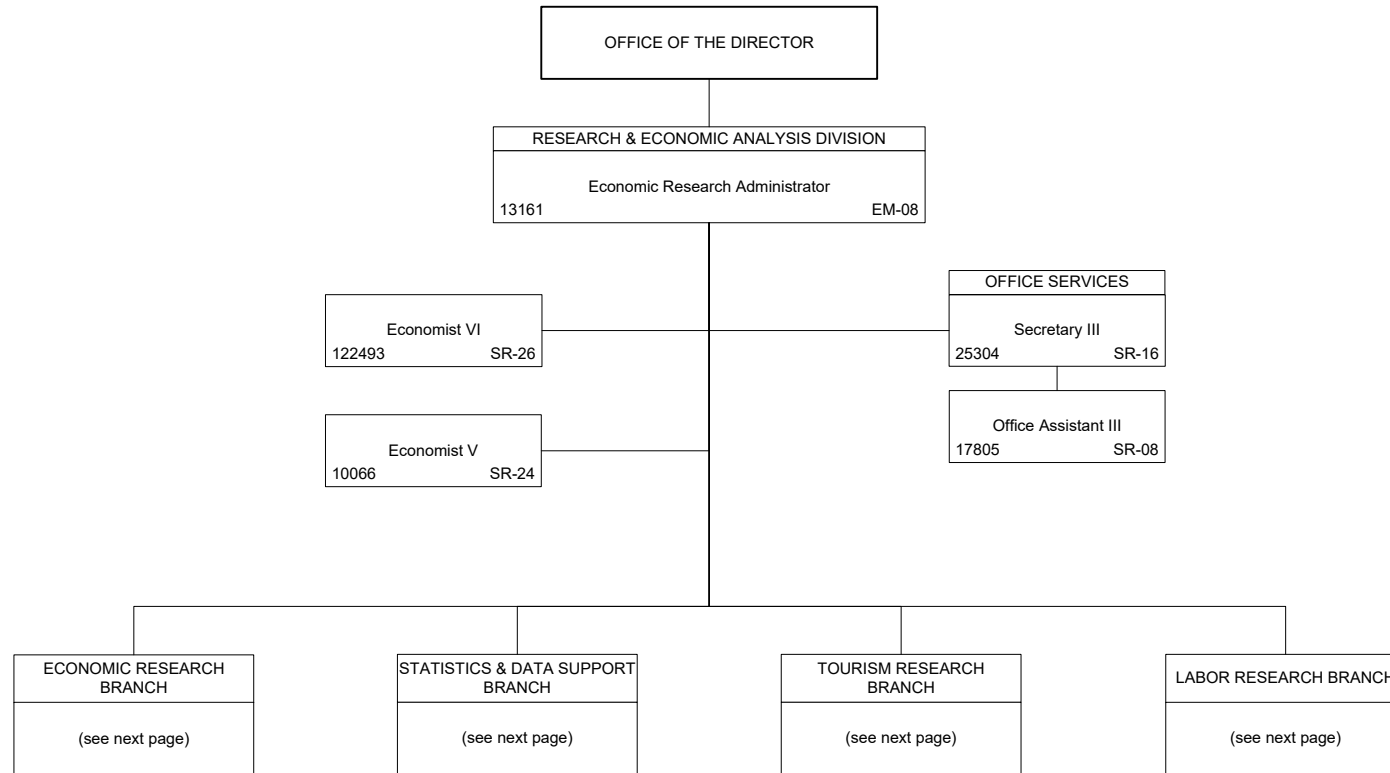 OFFICE OF THE DIRECTOR
RESEARCH & ECONOMIC ANALYSIS DIVISION
Economic Research Administrator
13161 EM-08
Economist VI
122493 SR-26
OFFICE SERVICES
Secretary III
25304 SR-16
Economist V
10066 SR-24
Office Assistant III
17805 SR-08
ECONOMIC RESEARCH
BRANCH
(see next page)
STATISTICS & DATA SUPPORT
BRANCH
(see next page)
TOURISM RESEARCH
BRANCH
(see next page)
LABOR RESEARCH BRANCH
(see next page)